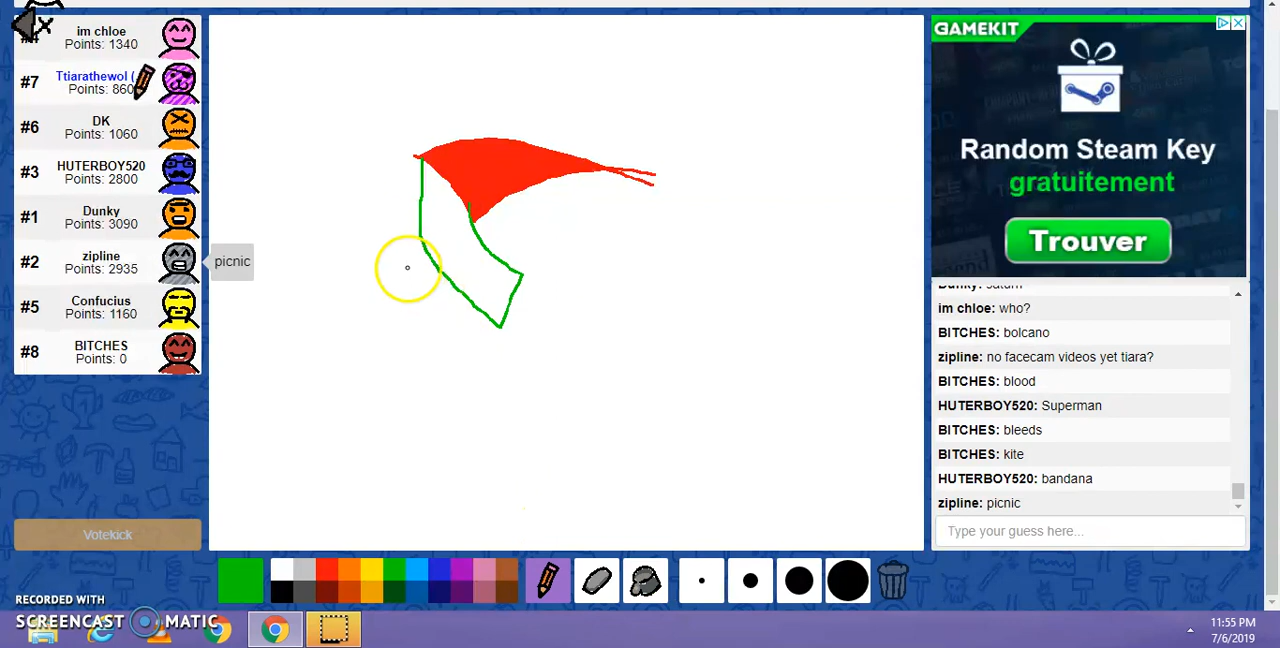 im chloe
Points: 1340
#7
Ttiarathewol (
Points: 860
#6
DK
Points: 1060
#3
HUTERBOY520
Points: 2800
#1
Dunky
Points: 3090
#2
zipline
Points: 2935
picnic
#5
Confucius
Points: 1160
#8
BITCHES
Points: 0
Votekick
RECORDED WITH
SCREENCAST MATIC
GAMEKIT
Random Steam Key
gratuitement
Trouver
im chloe: who?
BITCHES: bolcano
zipline: no facecam videos yet tiara?
BITCHES: blood
HUTERBOY520: Superman
BITCHES: bleeds
BITCHES: kite
HUTERBOY520: bandana
zipline: picnic
Type your guess here...
11:55 PM
7/6/2019